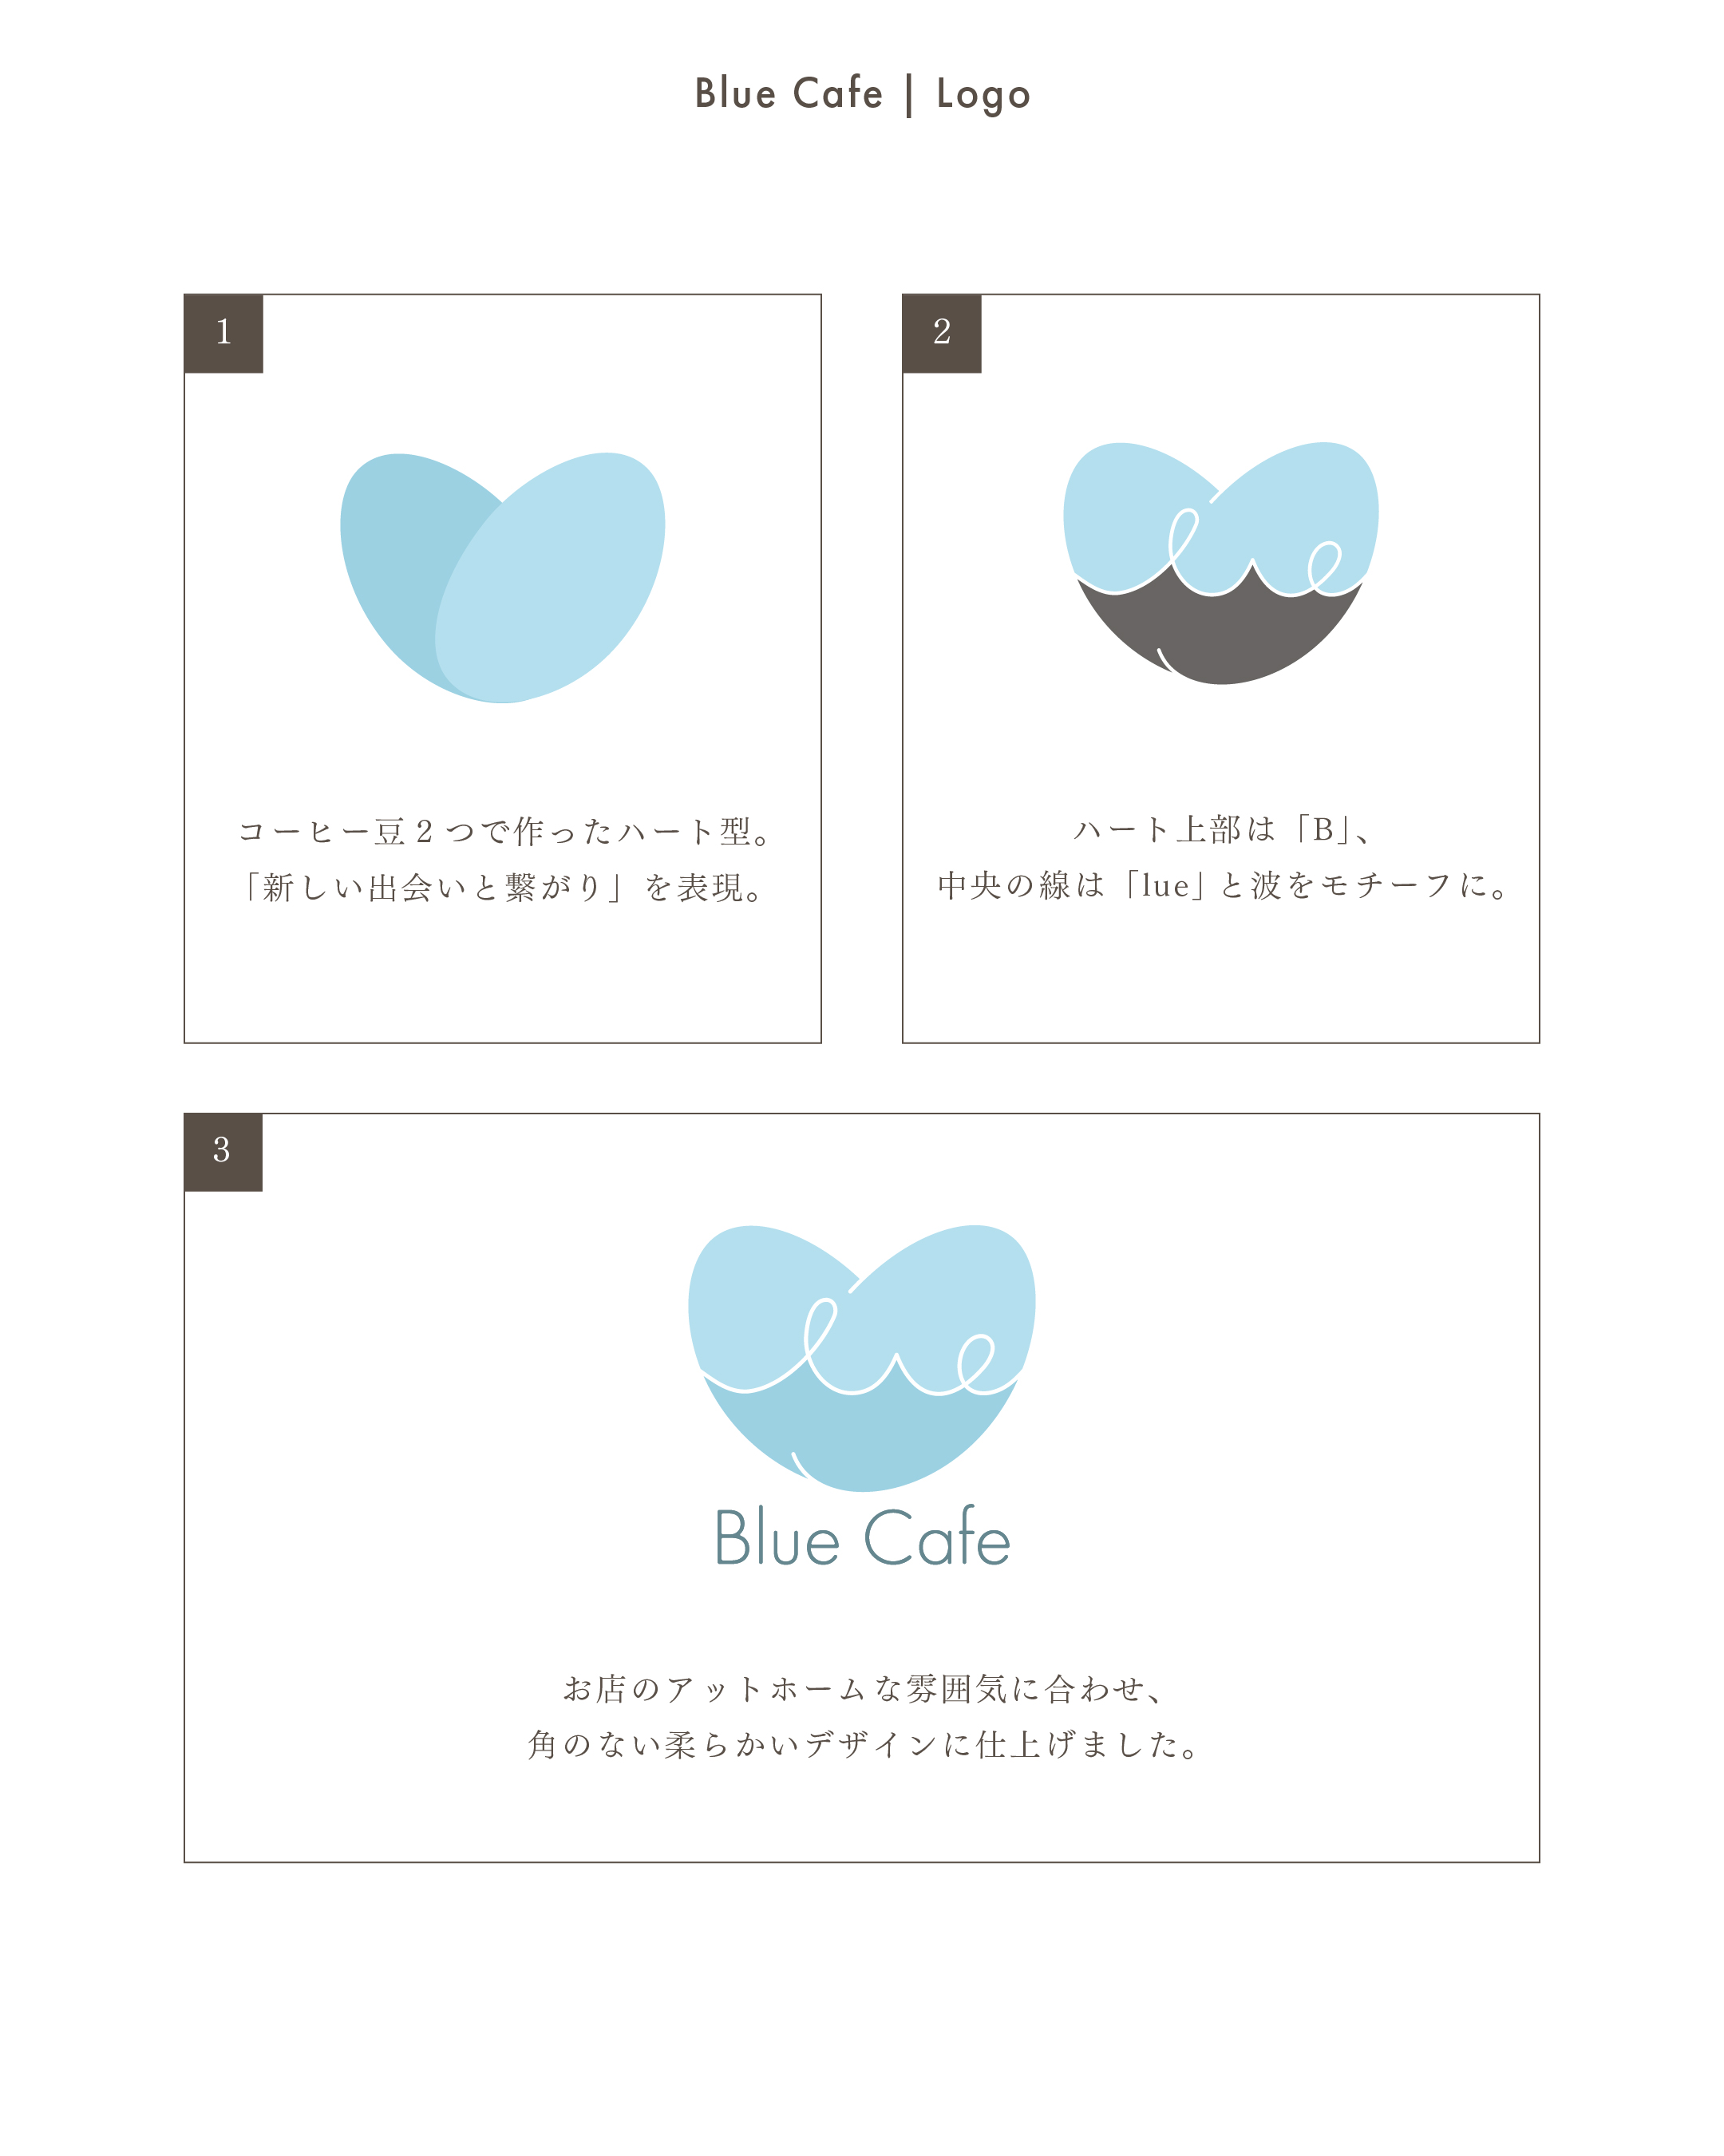 Blue Cafe | Logo
1
コーヒー豆2つで作ったハート型。
「新しい出会いと繋がり」を表現。
2
lue
ハート上部は「B」、
中央の線は「lue」と波をモチーフに。
3
lue
Blue Cafe
お店のアットホームな雰囲気に合わせ、
角のない柔らかいデザインに仕上げました。